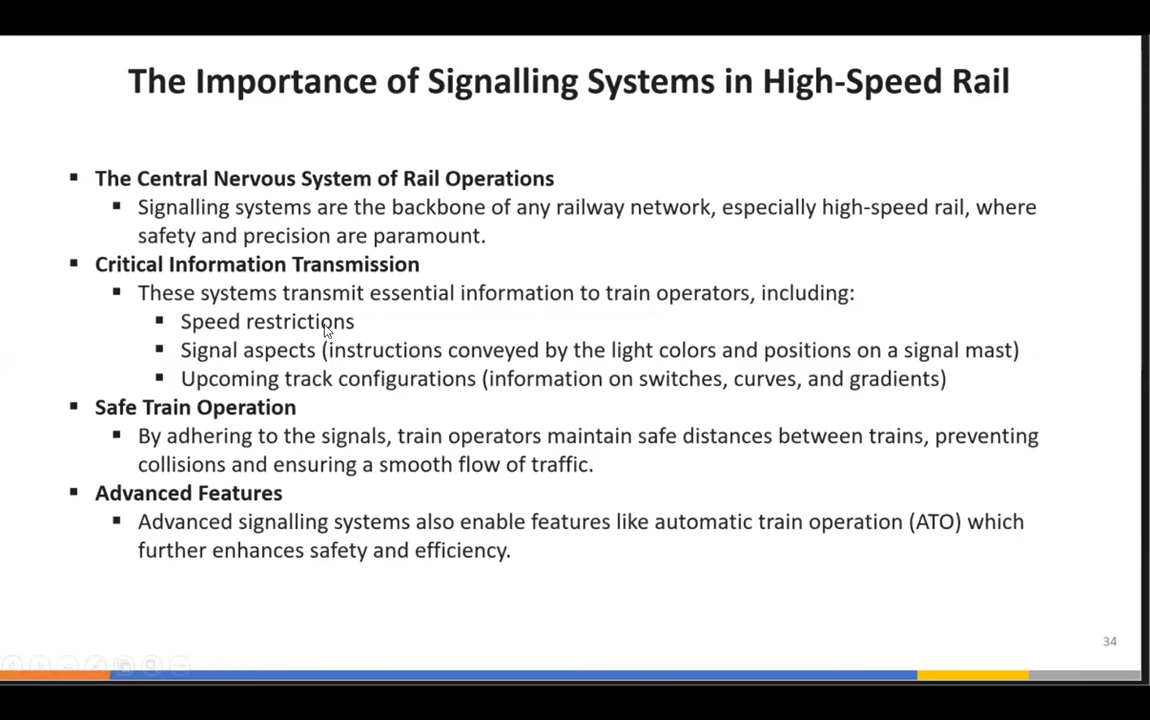 The Importance of Signalling Systems in High-Speed Rail
The Central Nervous System of Rail Operations
Signalling systems are the backbone of any railway network, especially high-speed rail, where
safety and precision are paramount.
Critical Information Transmission
These systems transmit essential information to train operators, including:
Speed restrictions
Signal aspects (instructions conveyed by the light colors and positions on a signal mast)
Upcoming track configurations (information on switches, curves, and gradients)
Safe Train Operation
By adhering to the signals, train operators maintain safe distances between trains, preventing
collisions and ensuring a smooth flow of traffic.
Advanced Features
Advanced signalling systems also enable features like automatic train operation (ATO) which
further enhances safety and efficiency.
34